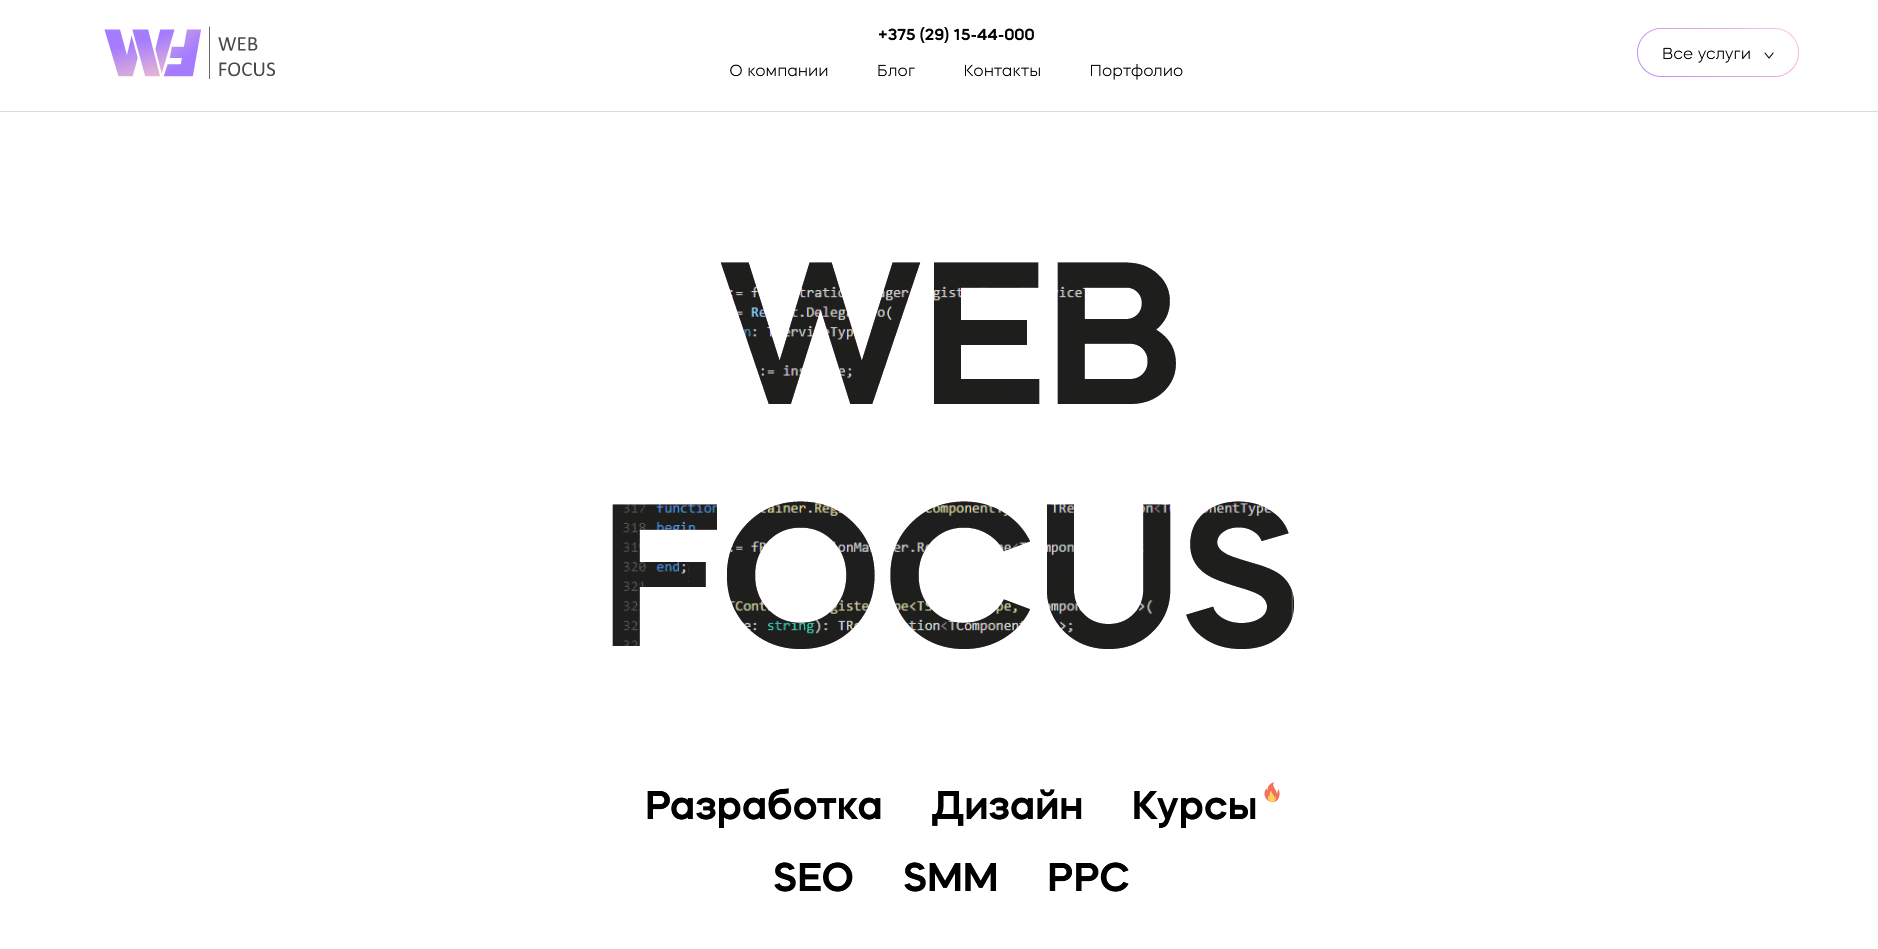 WEB
FOCUS
+375 (29) 15-44-000
О компании Блог Контакты Портфолио
Все услуги
WEB
FOCUS
Разработка Дизайн Курсы
SEO SMM PPC